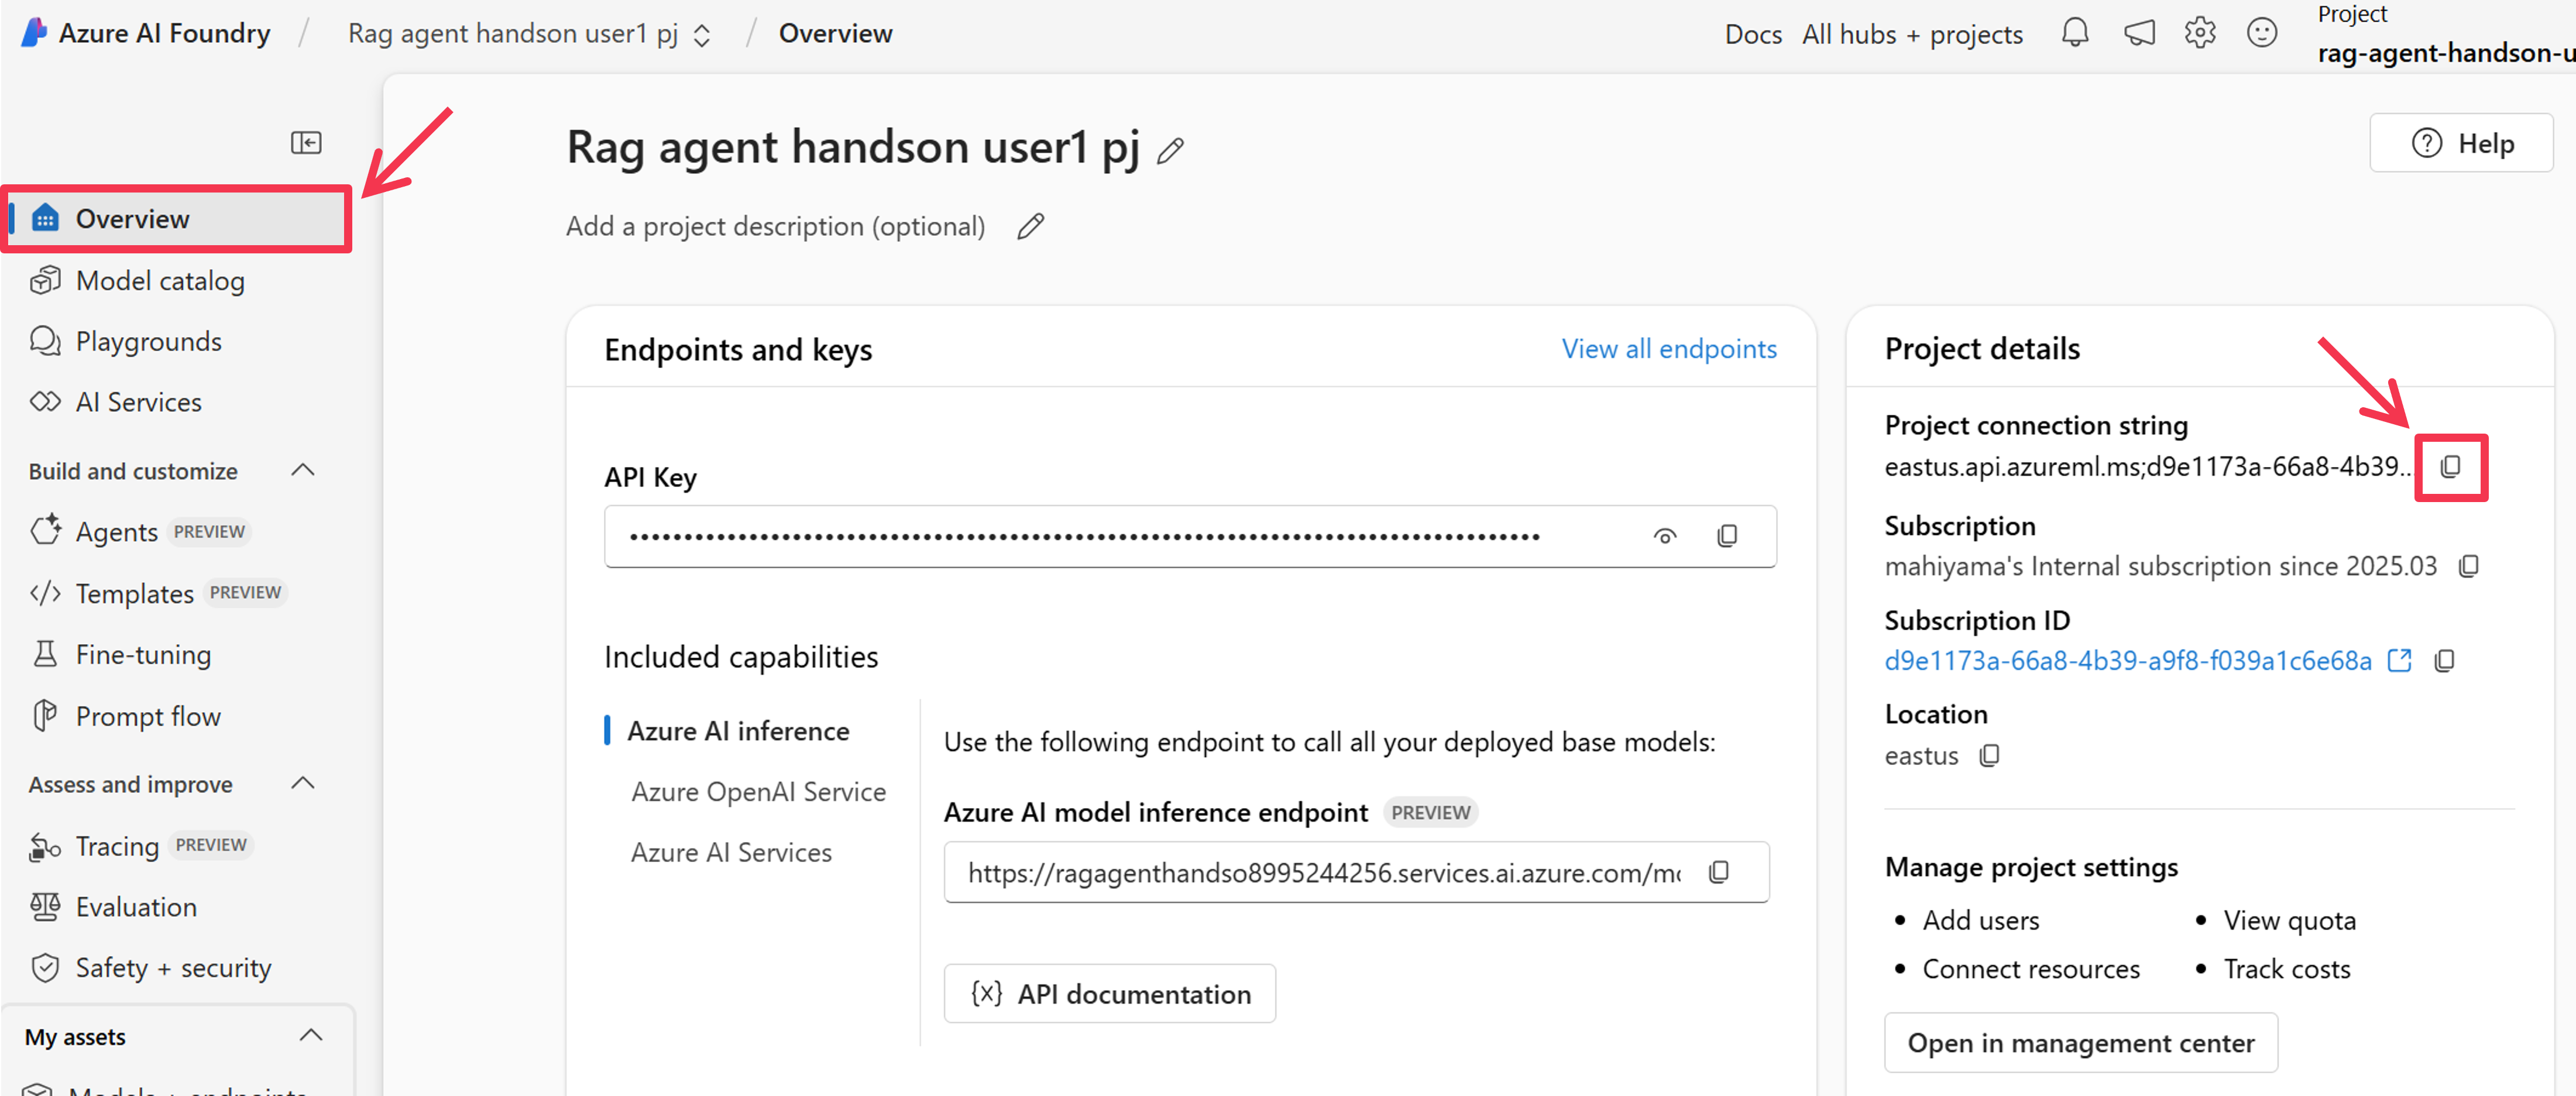 Azure AI Foundry / Rag agent handson user1 pj / Overview
Docs All hubs + projects
Project
rag-agent-handson-u
Overview
Model catalog
Playgrounds
AI Services
Build and customize
Agents PREVIEW
Templates PREVIEW
Fine-tuning
Prompt flow
Assess and improve
Tracing PREVIEW
Evaluation
Safety + security
My assets
Models + endpoints
Rag agent handson user1 pj
Add a project description (optional)
Help
Endpoints and keys
View all endpoints
API Key
Included capabilities
Azure AI inference
Azure OpenAI Service
Azure AI Services
Use the following endpoint to call all your deployed base models:
Azure AI model inference endpoint PREVIEW
https://ragagenthandso8995244256.services.ai.azure.com/mo
{x} API documentation
Project details
Project connection string
eastus.api.azureml.ms;d9e1173a-66a8-4b39..
Subscription
mahiyama's Internal subscription since 2025.03
Subscription ID
d9e1173a-66a8-4b39-a9f8-f039a1c6e68a
Location
eastus
Manage project settings
• Add users
• View quota
• Connect resources
• Track costs
Open in management center